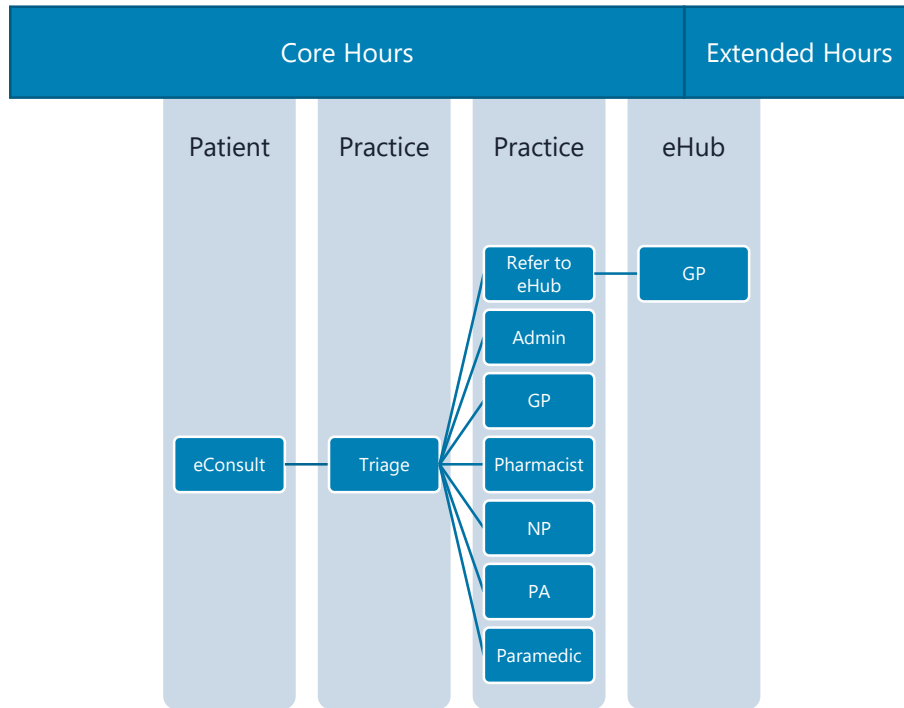 Core Hours
Extended Hours
Patient
Practice
Practice
eHub
Refer to
eHub
GP
Admin
GP
eConsult
Triage
Pharmacist
NP
PA
Paramedic